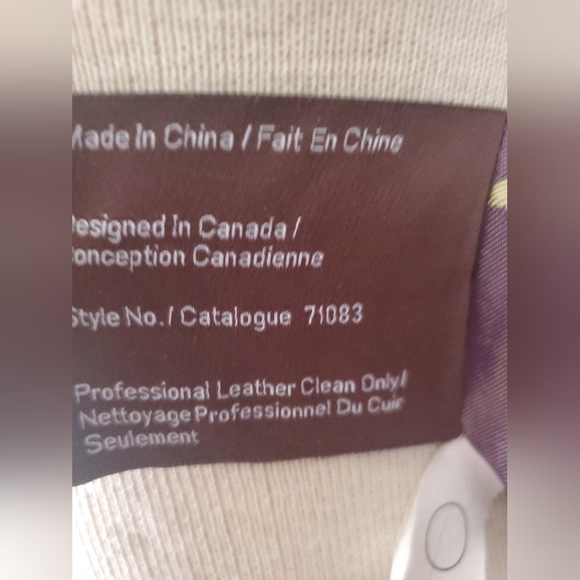 Made In China / Fait En Chine
Designed In Canada /
Conception Canadienne
Style No./ Catalogue 71083
Professional Leather Clean Only/
Nettoyage Professionnel Du Cuir
Seulement